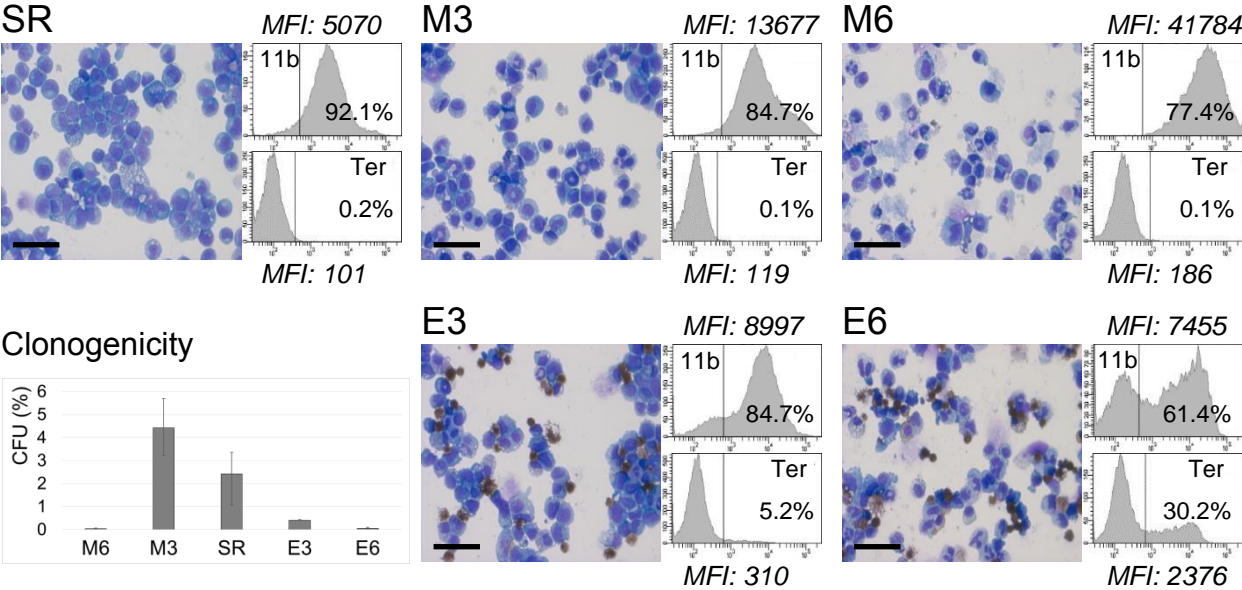 SR
MFI: 5070
11b
92.1%
Ter
0.2%
MFI: 101
M3
MFI: 13677
11b
84.7%
Ter
0.1%
MFI: 119
M6
MFI: 41784
11b
77.4%
Ter
0.1%
MFI: 186
Clonogenicity
CFU (%)
6
5
4
3
2
1
0
M6 M3 SR E3 E6
E3
MFI: 8997
11b
84.7%
Ter
5.2%
MFI: 310
E6
MFI: 7455
11b
61.4%
Ter
30.2%
MFI: 2376